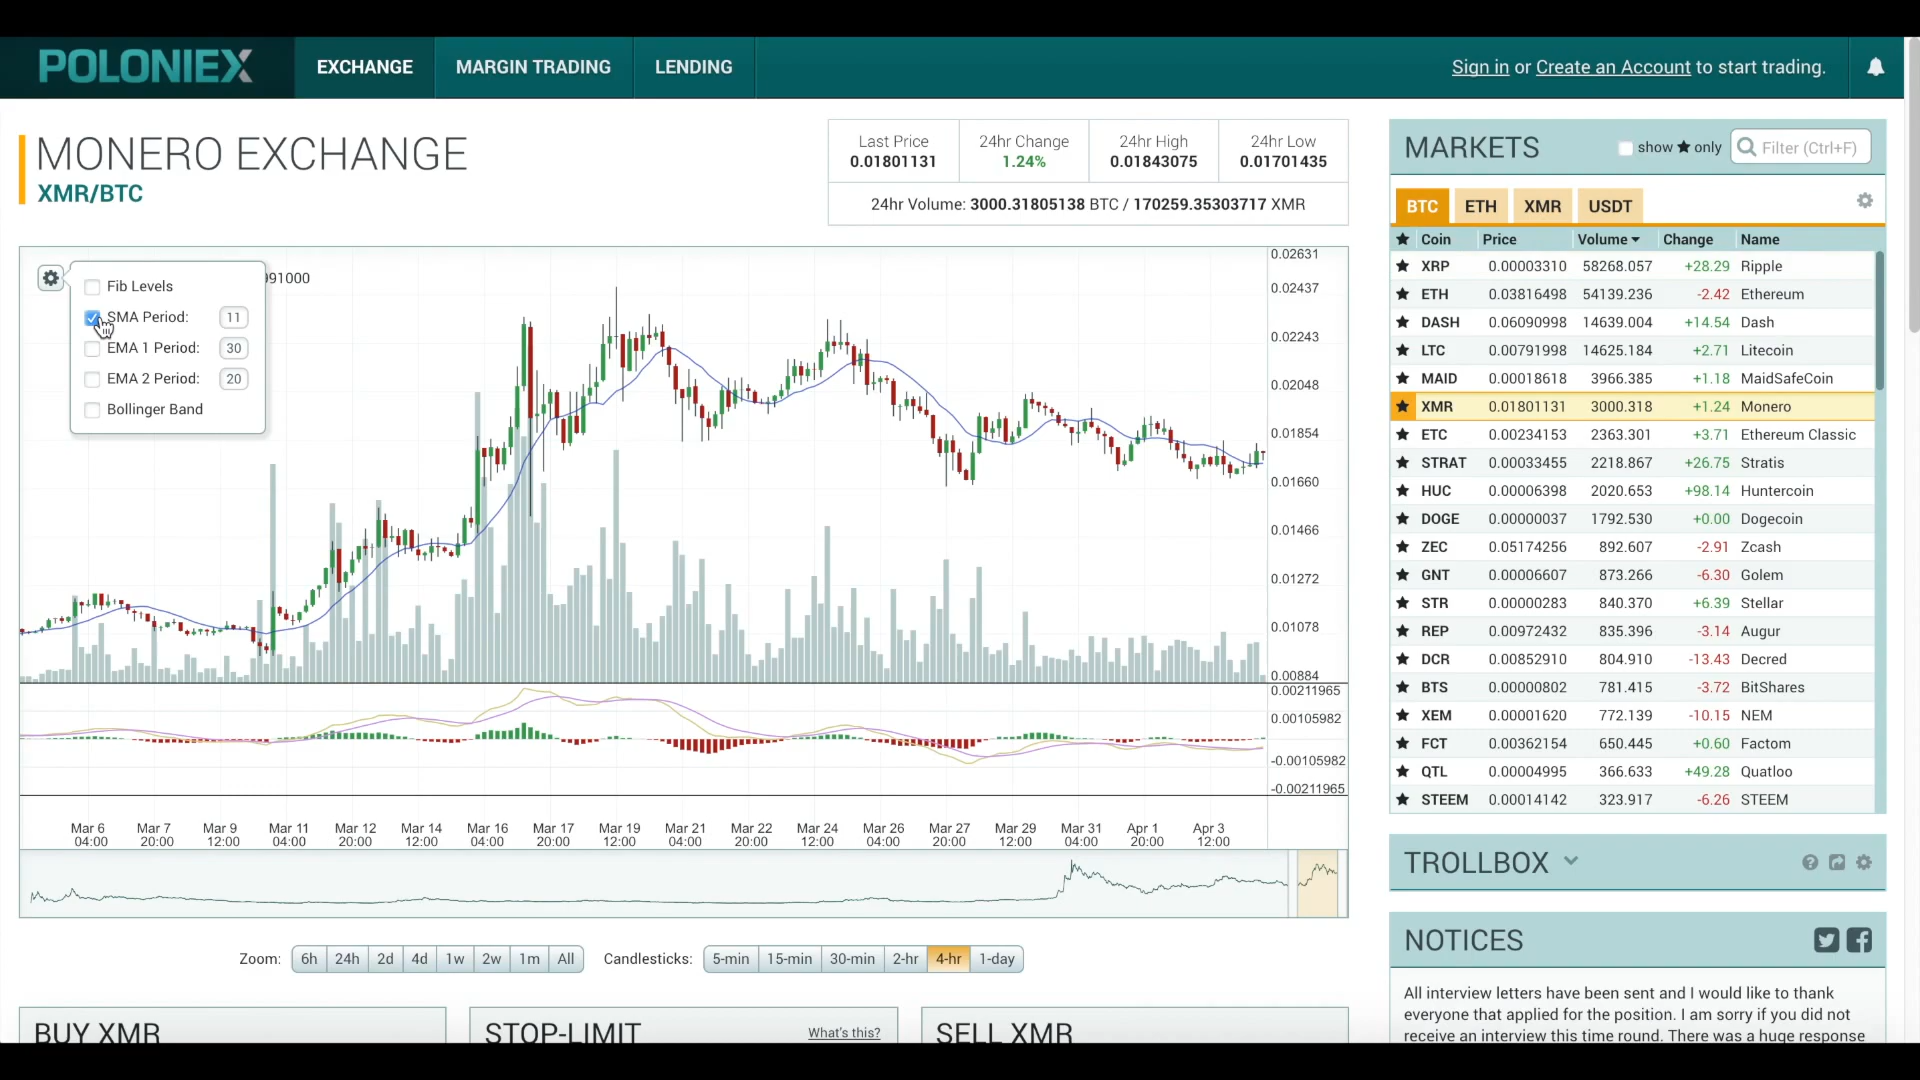 POLONIEX
EXCHANGE
MARGIN TRADING
LENDING
Sign in or Create an Account to start trading.
MONERO EXCHANGE
XMR/BTC
Last Price
0.01801131
24hr Change
1.24%
24hr High
0.01843075
24hr Low
0.01701435
24hr Volume: 3000.31805138 BTC / 170259.35303717 XMR
91000
Fib Levels
SMA Period: 11
EMA 1 Period: 30
EMA 2 Period: 20
Bollinger Band
0.02631
0.02437
0.02243
0.02048
0.01854
0.01660
0.01466
0.01272
0.01078
0.00884
0.00211965
0.00105982
-0.00105982
-0.00211965
Mar 6 04:00
Mar 7 20:00
Mar 9 12:00
Mar 11 04:00
Mar 12 20:00
Mar 14 12:00
Mar 16 04:00
Mar 17 20:00
Mar 19 12:00
Mar 21 04:00
Mar 22 20:00
Mar 24 12:00
Mar 26 04:00
Mar 27 20:00
Mar 29 12:00
Mar 31 04:00
Apr 1 20:00
Apr 3 12:00
Zoom: 6h 24h 2d 4d 1w 2w 1m All
Candlesticks: 5-min 15-min 30-min 2-hr 4-hr 1-day
BUY XMR
STOP-LIMIT What's this?
SELL XMR
MARKETS
show ★ only
Filter (Ctrl+F)
BTC ETH XMR USDT
★ Coin Price Volume Change Name
★ XRP 0.00003310 58268.057 +28.29 Ripple
★ ETH 0.03816498 54139.236 -2.42 Ethereum
★ DASH 0.06090998 14639.004 +14.54 Dash
★ LTC 0.00791998 14625.184 +2.71 Litecoin
★ MAID 0.00018618 3966.385 +1.18 MaidSafeCoin
★ XMR 0.01801131 3000.318 +1.24 Monero
★ ETC 0.00234153 2363.301 +3.71 Ethereum Classic
★ STRAT 0.00033455 2218.867 +26.75 Stratis
★ HUC 0.00006398 2020.653 +98.14 Huntercoin
★ DOGE 0.00000037 1792.530 +0.00 Dogecoin
★ ZEC 0.05174256 892.607 -2.91 Zcash
★ GNT 0.00006607 873.266 -6.30 Golem
★ STR 0.00000283 840.370 +6.39 Stellar
★ REP 0.00972432 835.396 -3.14 Augur
★ DCR 0.00852910 804.910 -13.43 Decred
★ BTS 0.00000802 781.415 -3.72 BitShares
★ XEM 0.00001620 772.139 -10.15 NEM
★ FCT 0.00362154 650.445 +0.60 Factom
★ QTL 0.00004995 366.633 +49.28 Quatloo
★ STEEM 0.00014142 323.917 -6.26 STEEM
TROLLBOX
NOTICES
All interview letters have been sent and I would like to thank
everyone that applied for the position. I am sorry if you did not
receive an interview this time round. There was a huge response